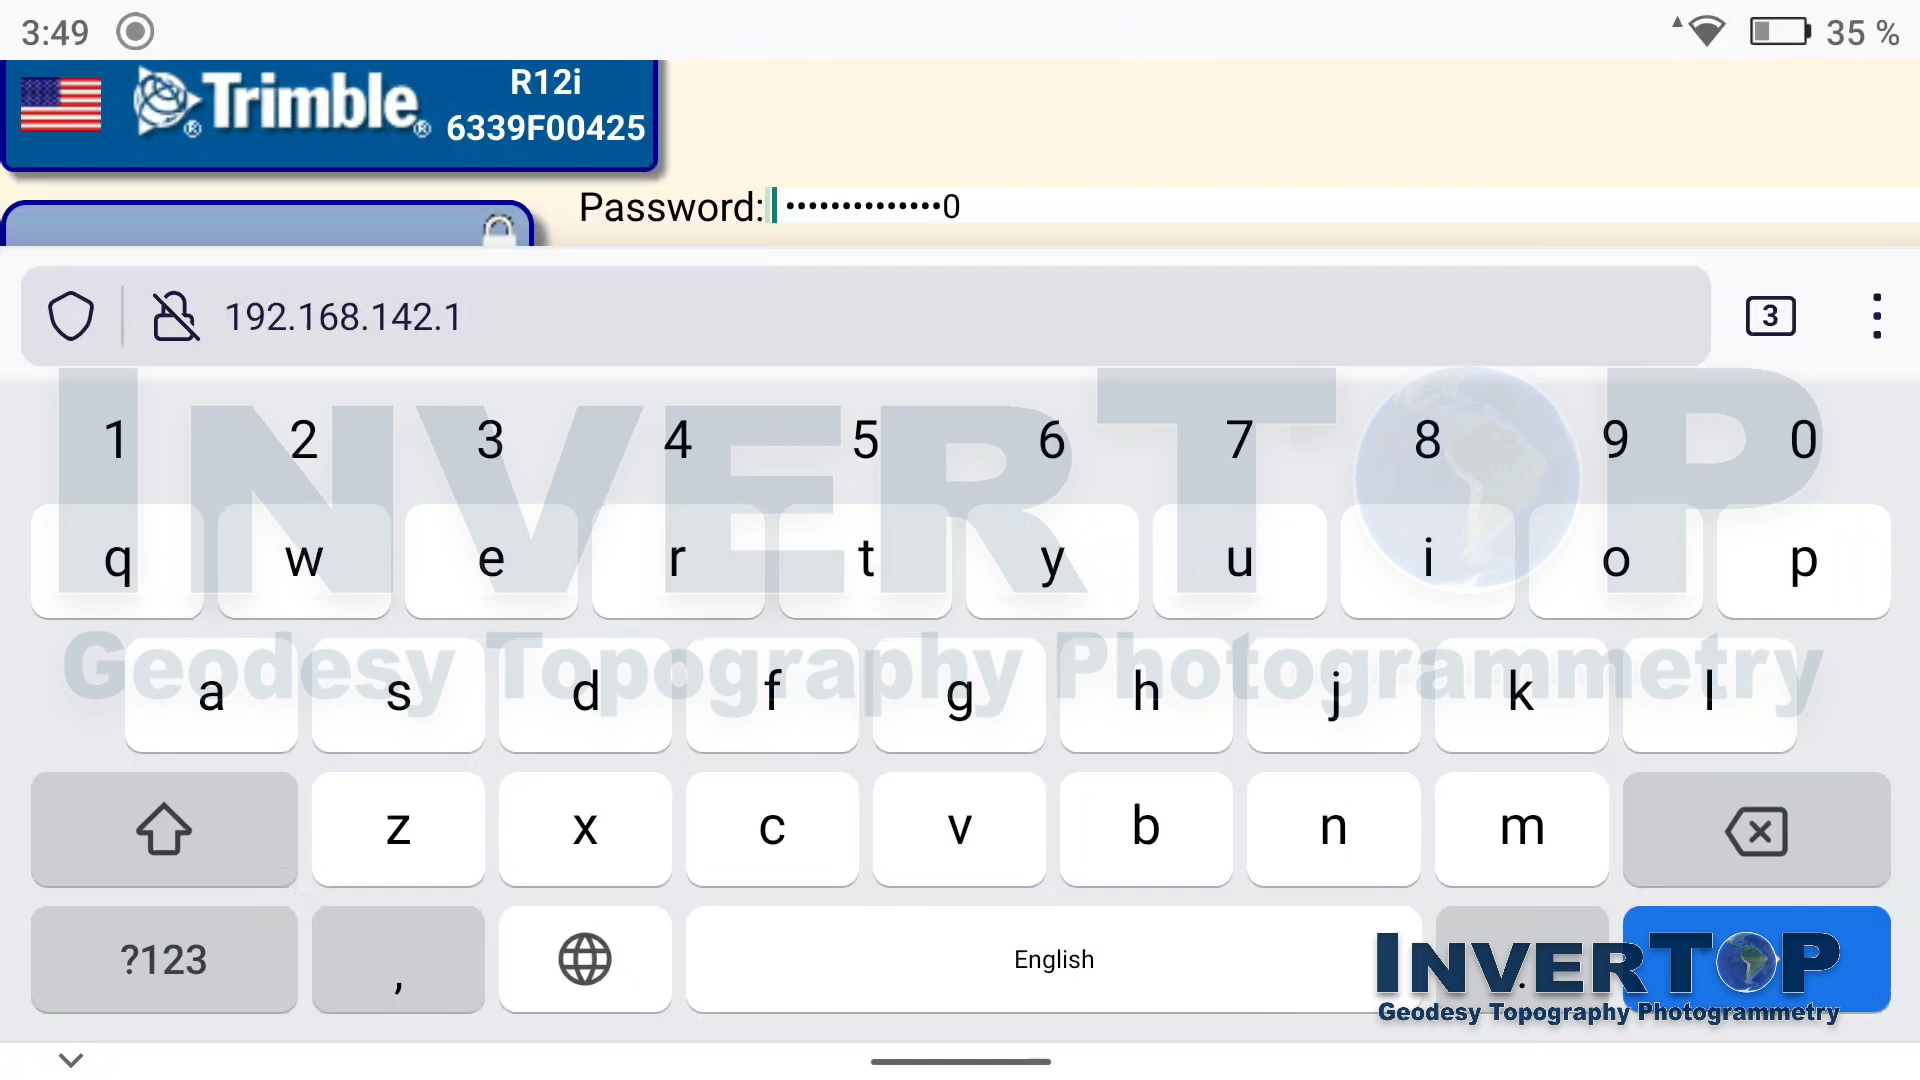 3:49
35 %
Trimble
R12i
6339F00425
Password: ••••••••••••••0
192.168.142.1
3
1 2 3 4 5 6 7 8 9 0
q w e r t y u i o p
a s d f g h j k l
z x c v b n m
?123 , English .
INVERTOP
Geodesy Topography Photogrammetry
INVERTOP
Geodesy Topography Photogrammetry